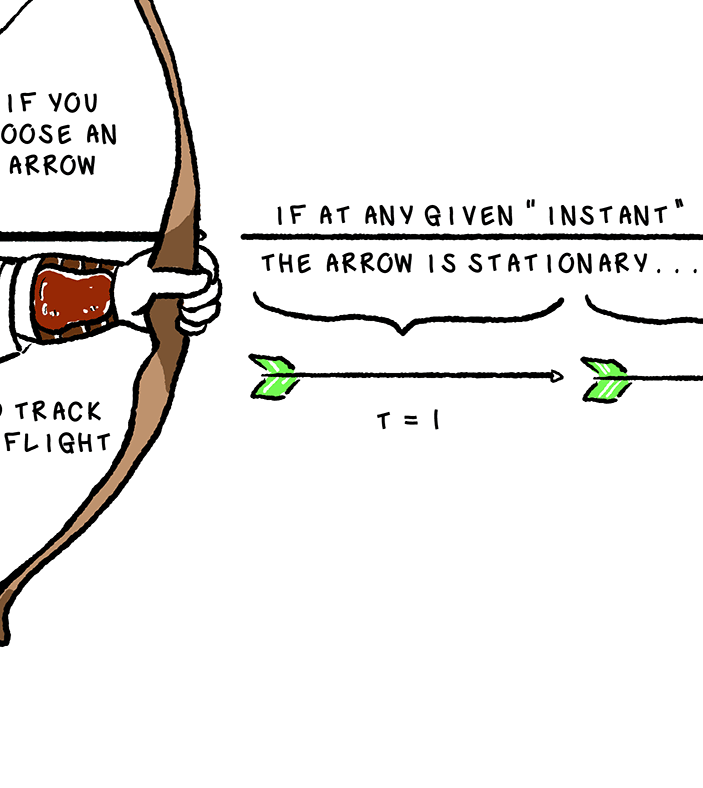 IF YOU
OOSE AN
ARROW
IF AT ANY GIVEN "INSTANT"
THE ARROW IS STATIONARY...
T = 1
TRACK
FLIGHT